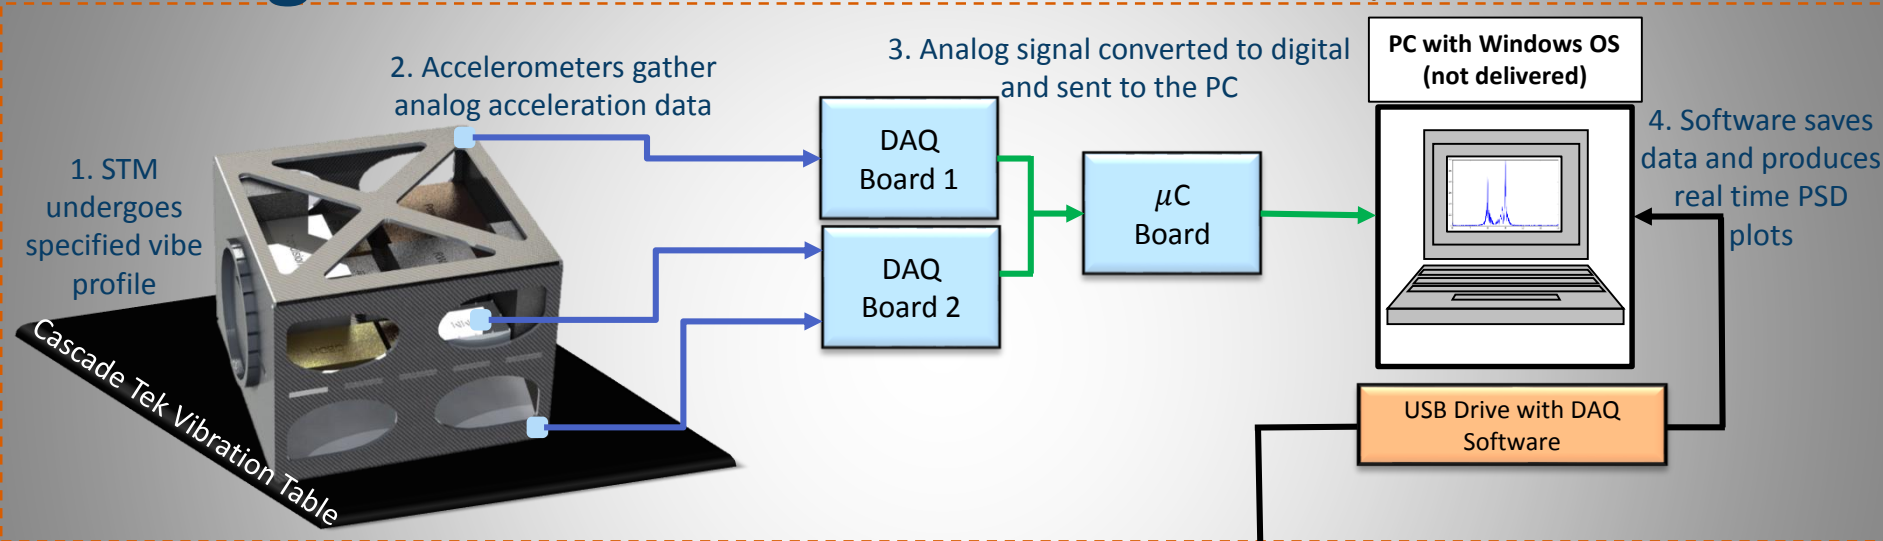 1. STM
undergoes
specified vibe
profile
Cascade Tek Vibration Table
2. Accelerometers gather
analog acceleration data
3. Analog signal converted to digital
and sent to the PC
DAQ
Board 1
DAQ
Board 2
µC
Board
PC with Windows OS
(not delivered)
4. Software saves
data and produces
real time PSD
plots
USB Drive with DAQ
Software